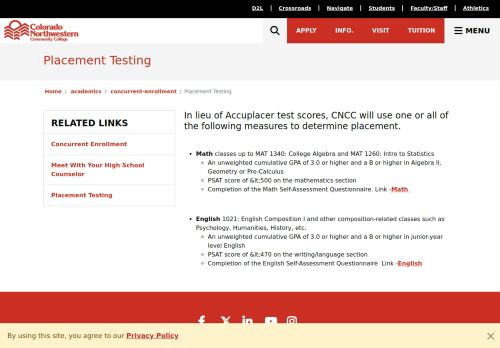 D2L | Crossroads | Navigate | Students | Faculty/Staff | Athletics
Colorado
Northwestern
Community College
APPLY INFO. VISIT TUITION MENU
Placement Testing
Home / academics / concurrent-enrollment / Placement Testing
RELATED LINKS
Concurrent Enrollment
Meet With Your High School
Counselor
Placement Testing
In lieu of Accuplacer test scores, CNCC will use one or all of
the following measures to determine placement.
Math classes up to MAT 1340: College Algebra and MAT 1260: Intro to Statistics
An unweighted cumulative GPA of 3.0 or higher and a B or higher in Algebra II,
Geometry or Pre-Calculus
PSAT score of &lt;500 on the mathematics section
Completion of the Math Self-Assessment Questionnaire. Link -Math
English 1021: English Composition I and other composition-related classes such as
Psychology, Humanities, History, etc.
An unweighted cumulative GPA of 3.0 or higher and a B or higher in junior-year
level English
PSAT score of &lt;470 on the writing/language section
Completion of the English Self-Assessment Questionnaire Link -English
By using this site, you agree to our Privacy Policy